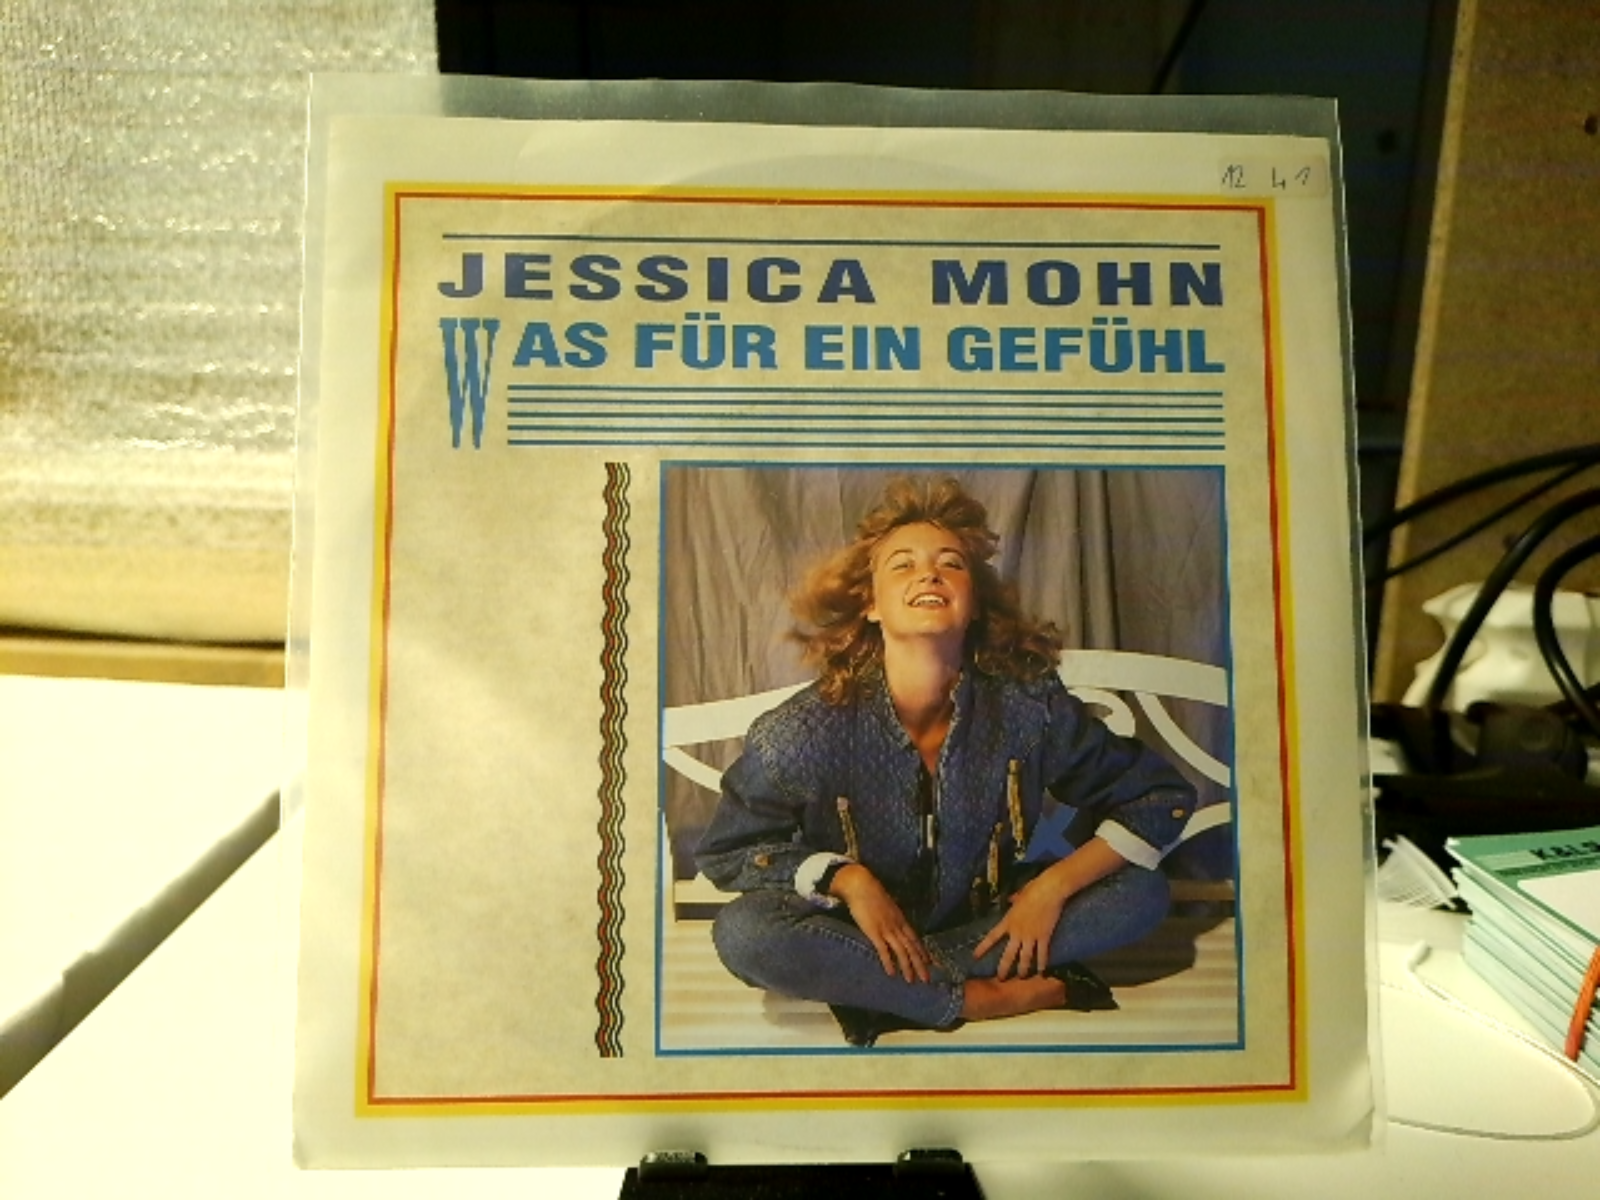 12 41
JESSICA MOHN
WAS FÜR EIN GEFÜHL